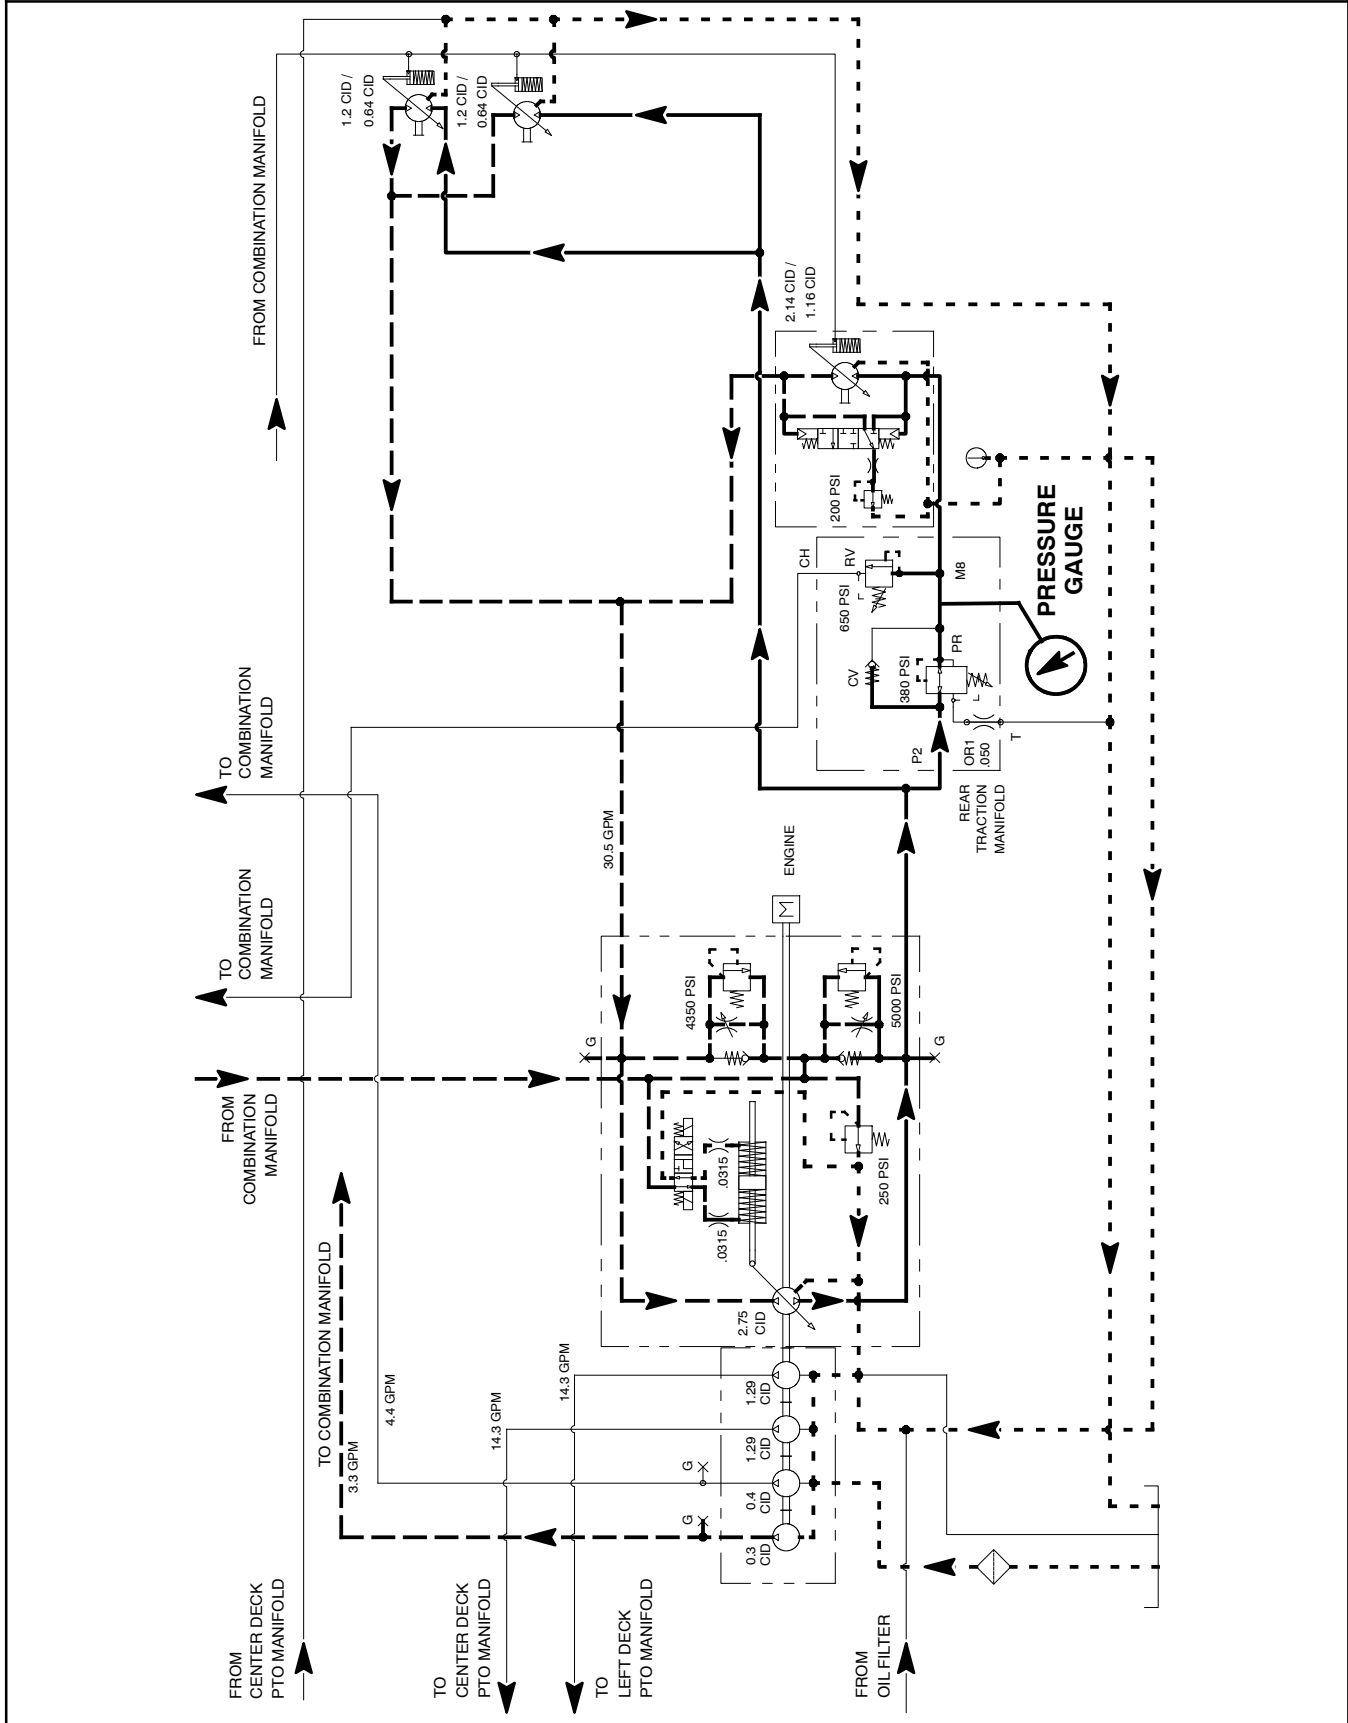 FROM COMBINATION MANIFOLD
1.2 CID /
0.64 CID
1.2 CID /
0.64 CID
2.14 CID /
1.16 CID
200 PSI
CH
RV
650 PSI
M8
CV
380 PSI
PR
P2
OR1
.050
T
REAR
TRACTION
MANIFOLD
PRESSURE
GAUGE
TO
COMBINATION
MANIFOLD
TO
COMBINATION
MANIFOLD
30.5 GPM
ENGINE
M
4350 PSI
5000 PSI
G
G
FROM
COMBINATION
MANIFOLD
.0315
.0315
250 PSI
2.75
CID
TO COMBINATION MANIFOLD
3.3 GPM
4.4 GPM
14.3 GPM
14.3 GPM
G
G
1.29
CID
1.29
CID
0.4
CID
0.3
CID
FROM
CENTER DECK
PTO MANIFOLD
TO
CENTER DECK
PTO MANIFOLD
TO
LEFT DECK
PTO MANIFOLD
FROM
OIL FILTER